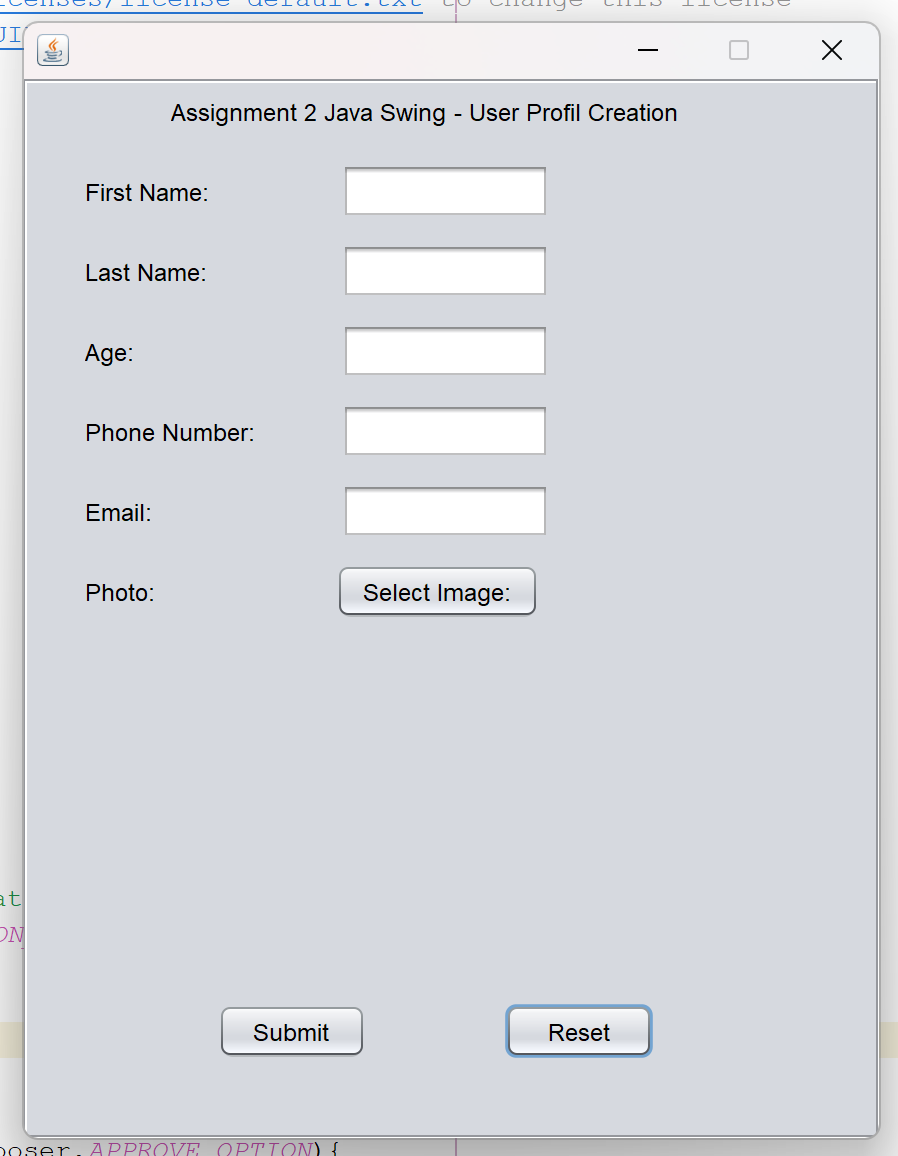 licenses/license-default.txt to change this license
UI
Assignment 2 Java Swing - User Profil Creation
First Name:
Last Name:
Age:
Phone Number:
Email:
Photo:
Select Image:
at
ON
Submit
Reset
ooser.APPROVE_OPTION){